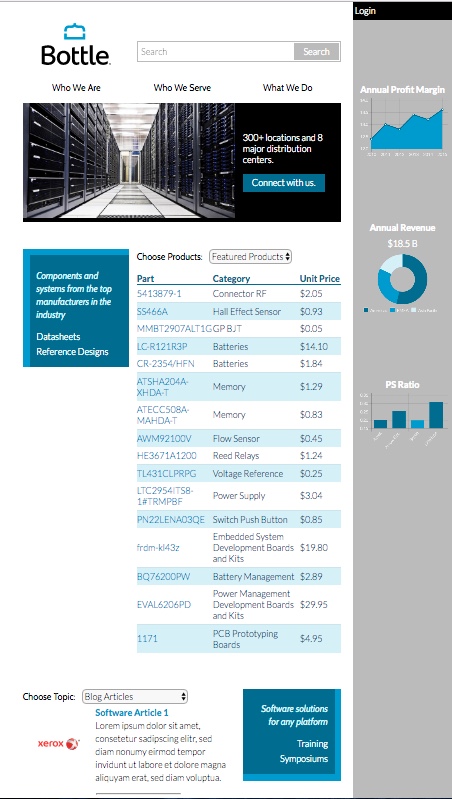 Login
Bottle
Search
Search
Who We Are
Who We Serve
What We Do
300+ locations and 8
major distribution
centers.
Connect with us.
Annual Profit Margin
Annual Revenue
$18.5 B
PS Ratio
Components and
systems from the top
manufacturers in the
industry
Datasheets
Reference Designs
Choose Products: Featured Products
Part Category Unit Price
5413879-1 Connector RF $2.05
SS466A Hall Effect Sensor $0.93
MMBT2907ALT1GGP BJT $0.05
LC-R121R3P Batteries $14.10
CR-2354/HFN Batteries $1.84
ATSHA204A-
XHDA-T Memory $1.29
ATECC508A-
MAHDA-T Memory $0.83
AWM92100V Flow Sensor $0.45
HE3671A1200 Reed Relays $1.24
TL431CLPRPG Voltage Reference $0.25
LTC2954ITS8-
1#TRMPBF Power Supply $3.04
PN22LENA03QE Switch Push Button $0.85
Embedded System
frdm-kl43z Development Boards $19.80
and Kits
BQ76200PW Battery Management $2.89
Power Management
EVAL6206PD Development Boards $29.95
and Kits
1171 PCB Prototyping $4.95
Boards
Choose Topic: Blog Articles
Software Article 1
Lorem ipsum dolor sit amet,
consetetur sadipscing elitr, sed
diam nonumy eirmod tempor
invidunt ut labore et dolore magna
aliquyam erat, sed diam voluptua.
xerox
Software solutions
for any platform
Training
Symposiums